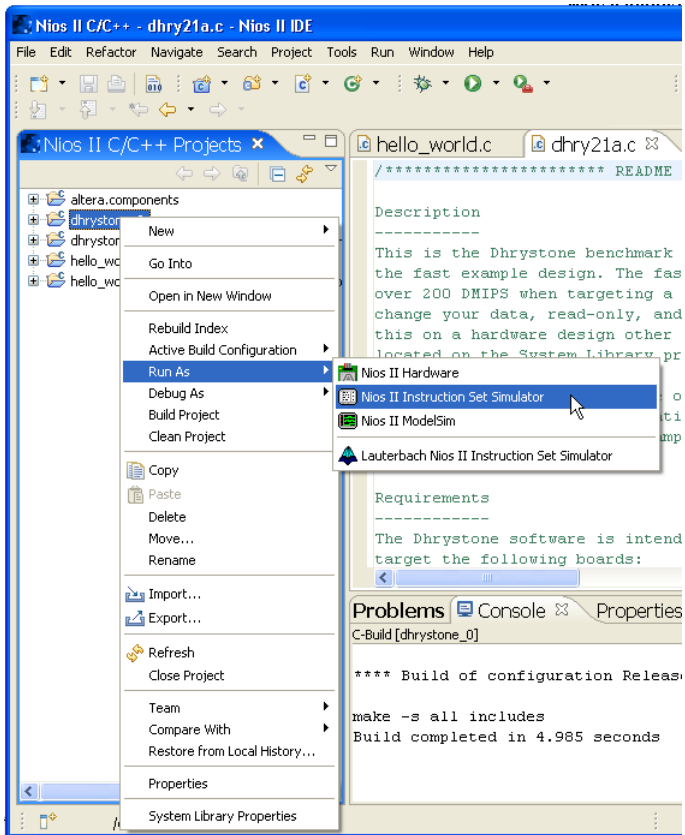 Nios II C/C++ - dhry21a.c - Nios II IDE
File Edit Refactor Navigate Search Project Tools Run Window Help
010
Nios II C/C++ Projects
altera.components
dhrystone_0
dhryston
hello_wo
hello_wo
New
Go Into
Open in New Window
Rebuild Index
Active Build Configuration
Run As
Debug As
Build Project
Clean Project
Copy
Paste
Delete
Move...
Rename
Import...
Export...
Refresh
Close Project
Team
Compare With
Restore from Local History...
Properties
System Library Properties
Nios II Hardware
Nios II Instruction Set Simulator
Nios II ModelSim
Lauterbach Nios II Instruction Set Simulator
hello_world.c dhry21a.c
/*********************** README
Description
-----------
This is the Dhrystone benchmark
the fast example design. The fas
over 200 DMIPS when targeting a
change your data, read-only, and
this on a hardware design other
located on the System Library pr
Requirements
------------
The Dhrystone software is intend
target the following boards:
Problems Console Properties
C-Build [dhrystone_0]
**** Build of configuration Releas
make -s all includes
Build completed in 4.985 seconds